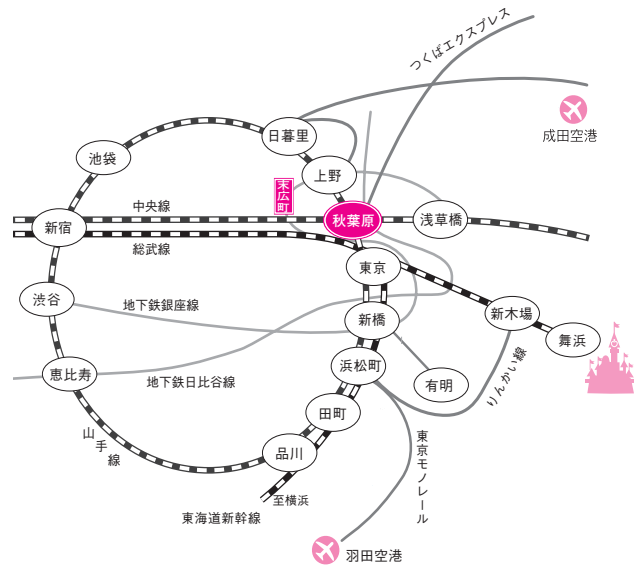 つくばエクスプレス
成田空港
日暮里
池袋
上野
末広町
中央線
新宿
秋葉原
浅草橋
総武線
東京
渋谷
地下鉄銀座線
新橋
新木場
舞浜
恵比寿
地下鉄日比谷線
浜松町
有明
りんかい線
田町
山手線
東京モノレール
品川
至横浜
東海道新幹線
羽田空港